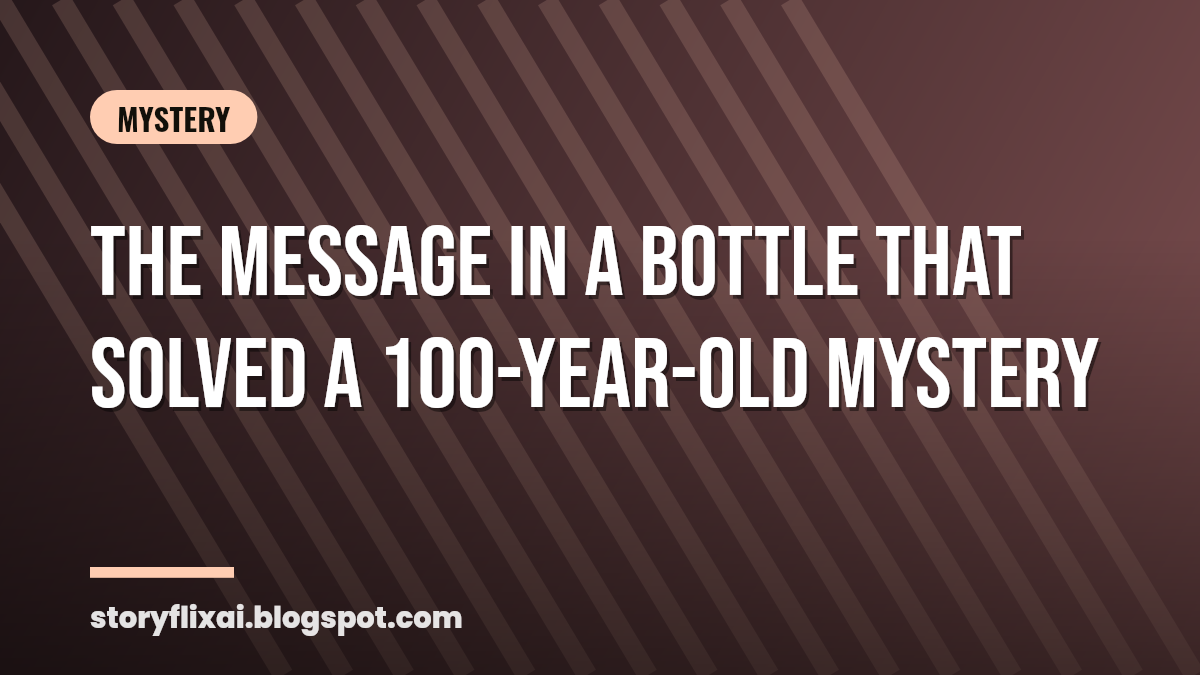 MYSTERY
THE MESSAGE IN A BOTTLE THAT
SOLVED A 100-YEAR-OLD MYSTERY
storyflixai.blogspot.com